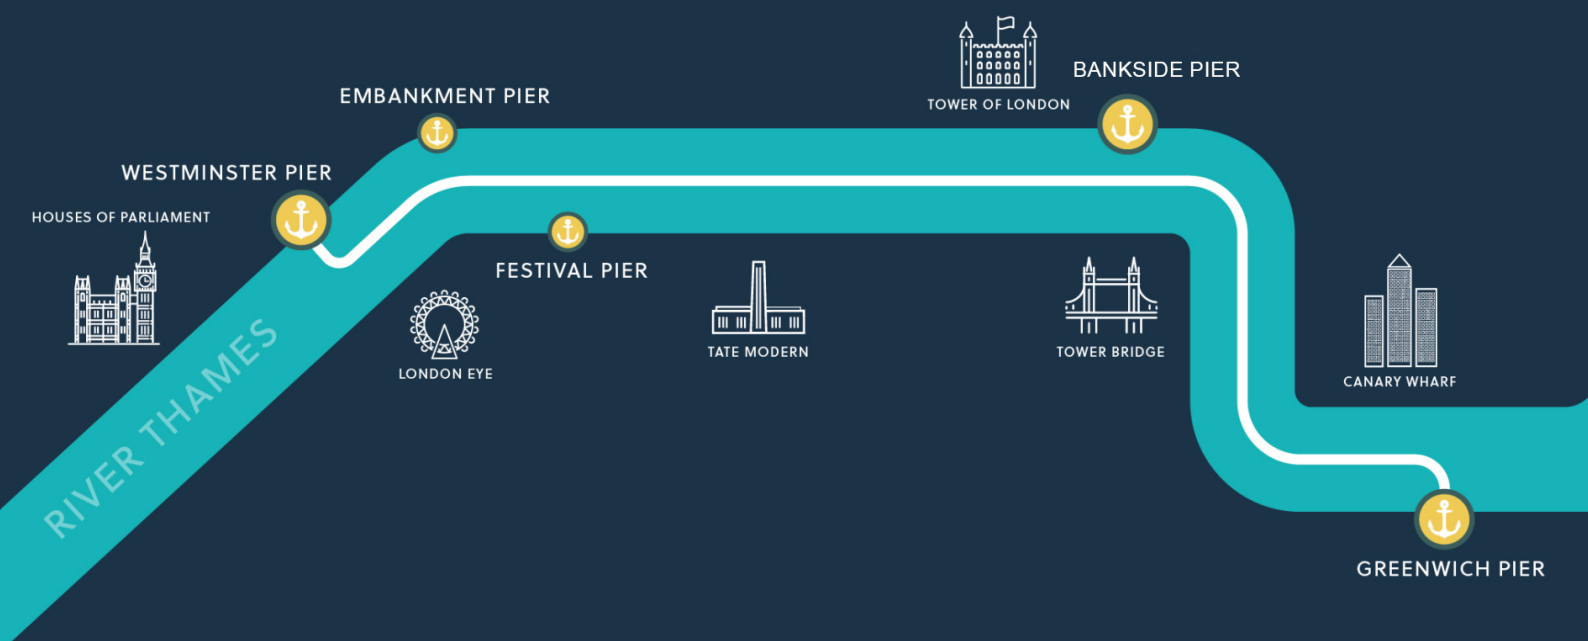 TOWER OF LONDON
BANKSIDE PIER
EMBANKMENT PIER
WESTMINSTER PIER
HOUSES OF PARLIAMENT
FESTIVAL PIER
LONDON EYE
TATE MODERN
TOWER BRIDGE
CANARY WHARF
RIVER THAMES
GREENWICH PIER